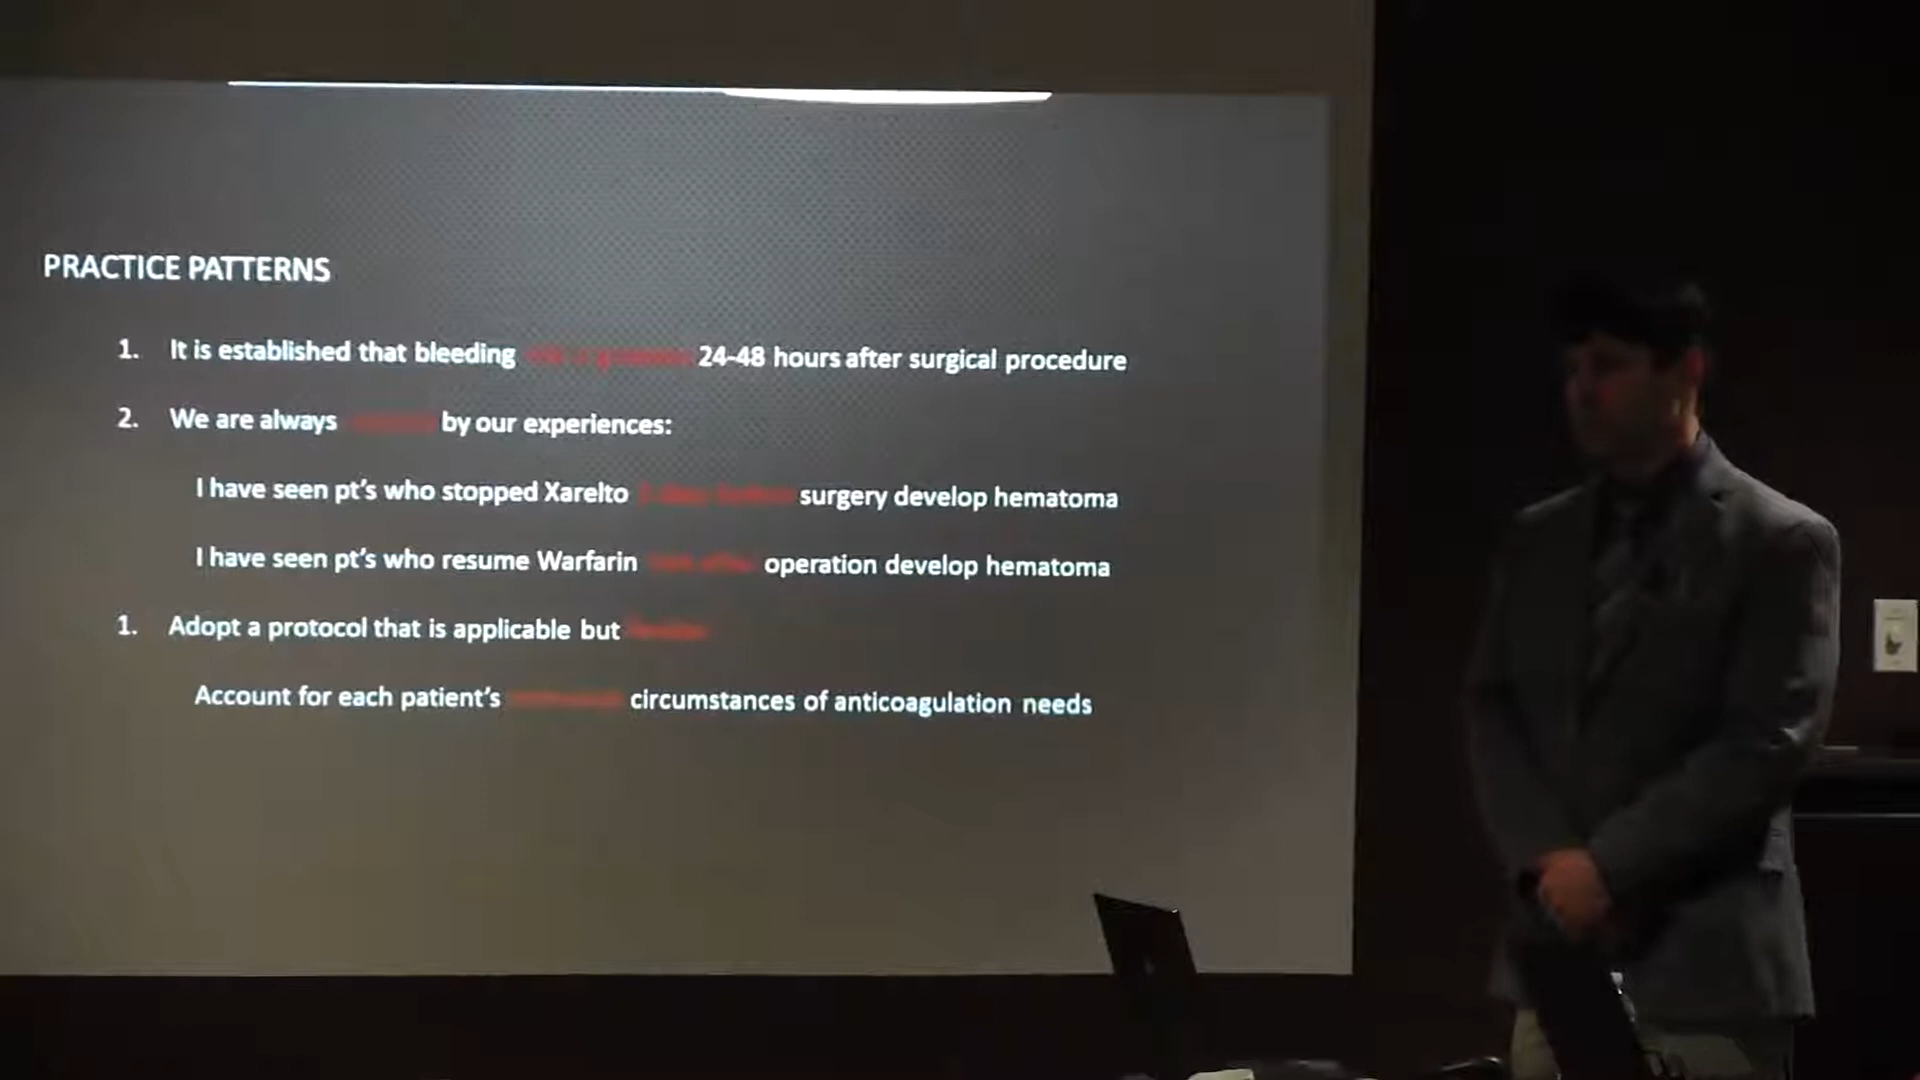 PRACTICE PATTERNS
1. It is established that bleeding 24-48 hours after surgical procedure
2. We are always by our experiences:
I have seen pt's who stopped Xarelto surgery develop hematoma
I have seen pt's who resume Warfarin operation develop hematoma
1. Adopt a protocol that is applicable but
Account for each patient's circumstances of anticoagulation needs